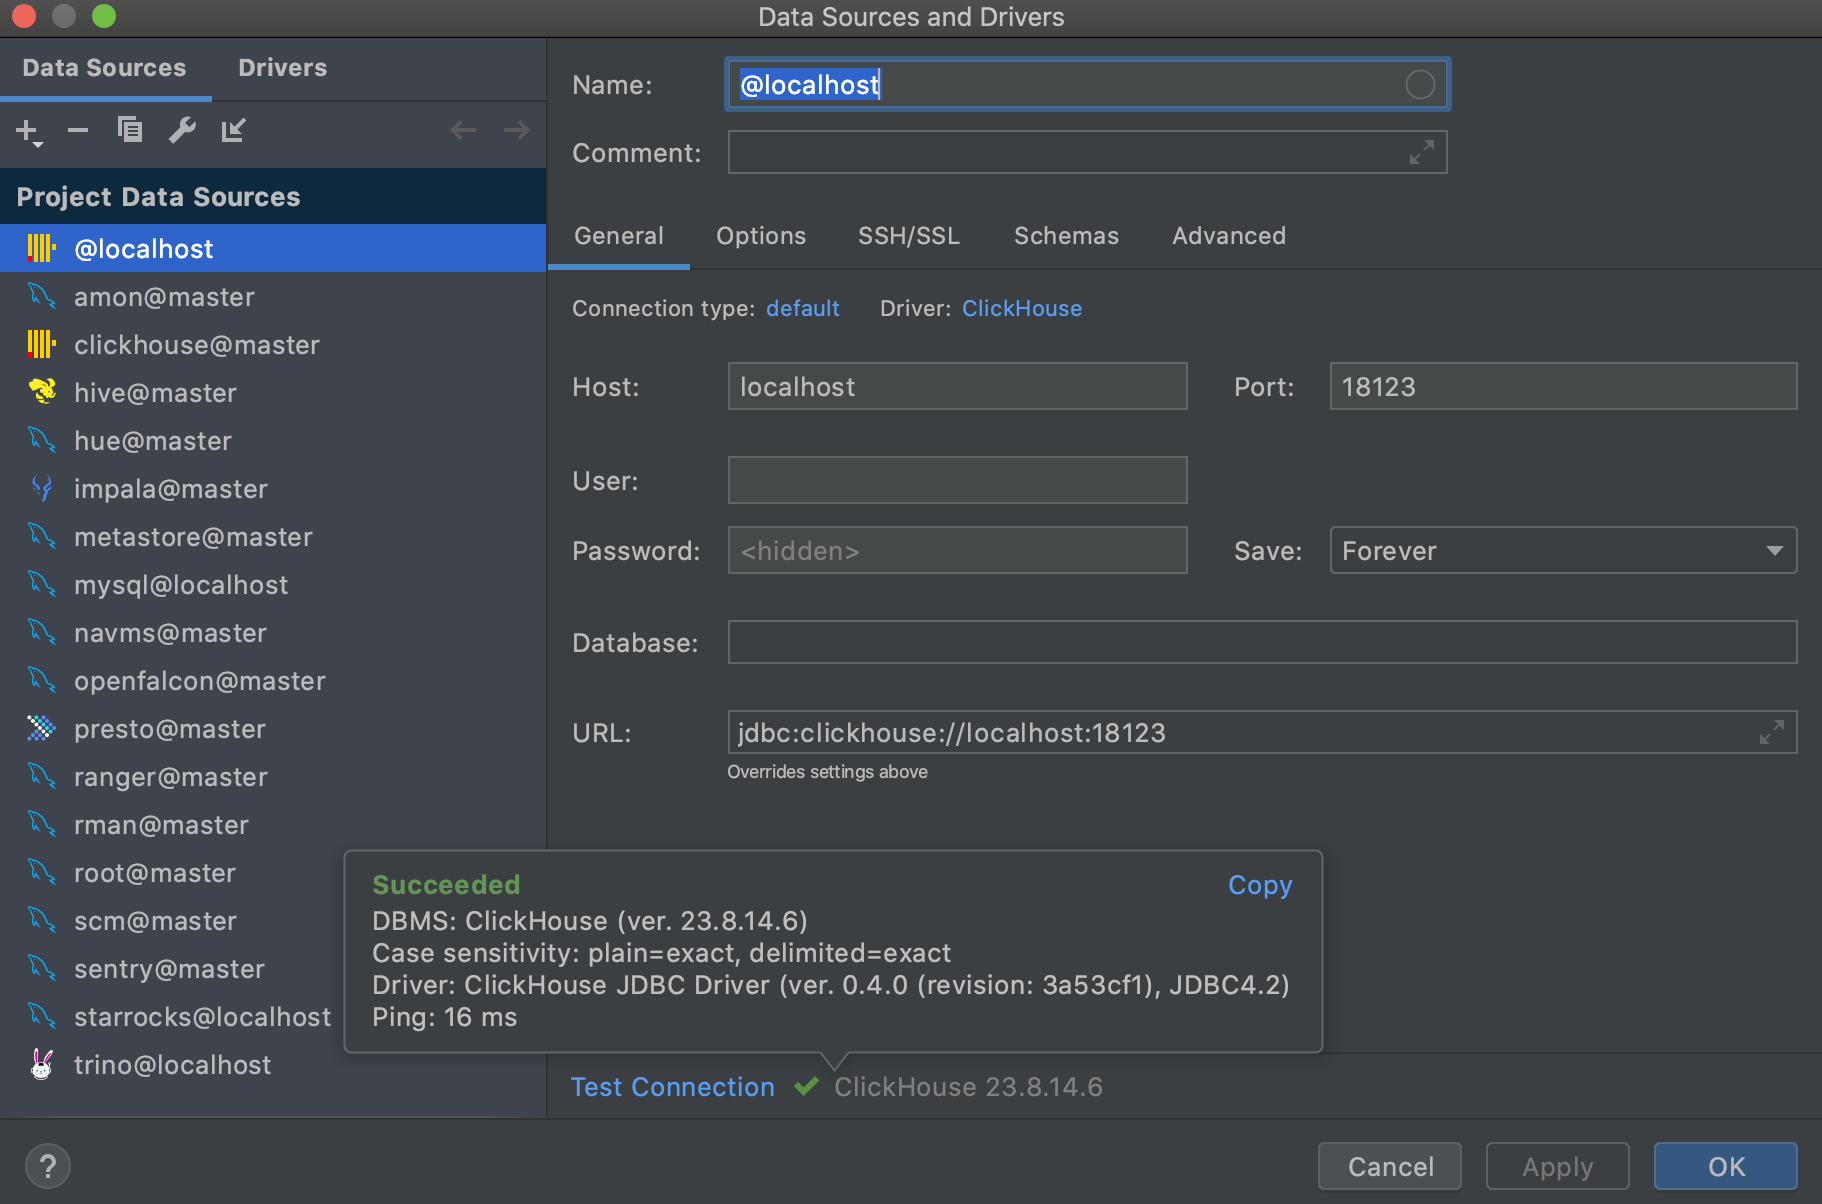 Data Sources and Drivers
Data Sources Drivers
Project Data Sources
@localhost
amon@master
clickhouse@master
hive@master
hue@master
impala@master
metastore@master
mysql@localhost
navms@master
openfalcon@master
presto@master
ranger@master
rman@master
root@master
scm@master
sentry@master
starrocks@localhost
trino@localhost
Name: @localhost
Comment:
General Options SSH/SSL Schemas Advanced
Connection type: default Driver: ClickHouse
Host: localhost Port: 18123
User:
Password: <hidden> Save: Forever
Database:
URL: jdbc:clickhouse://localhost:18123
Overrides settings above
Succeeded Copy
DBMS: ClickHouse (ver. 23.8.14.6)
Case sensitivity: plain=exact, delimited=exact
Driver: ClickHouse JDBC Driver (ver. 0.4.0 (revision: 3a53cf1), JDBC4.2)
Ping: 16 ms
Test Connection ClickHouse 23.8.14.6
? Cancel Apply OK